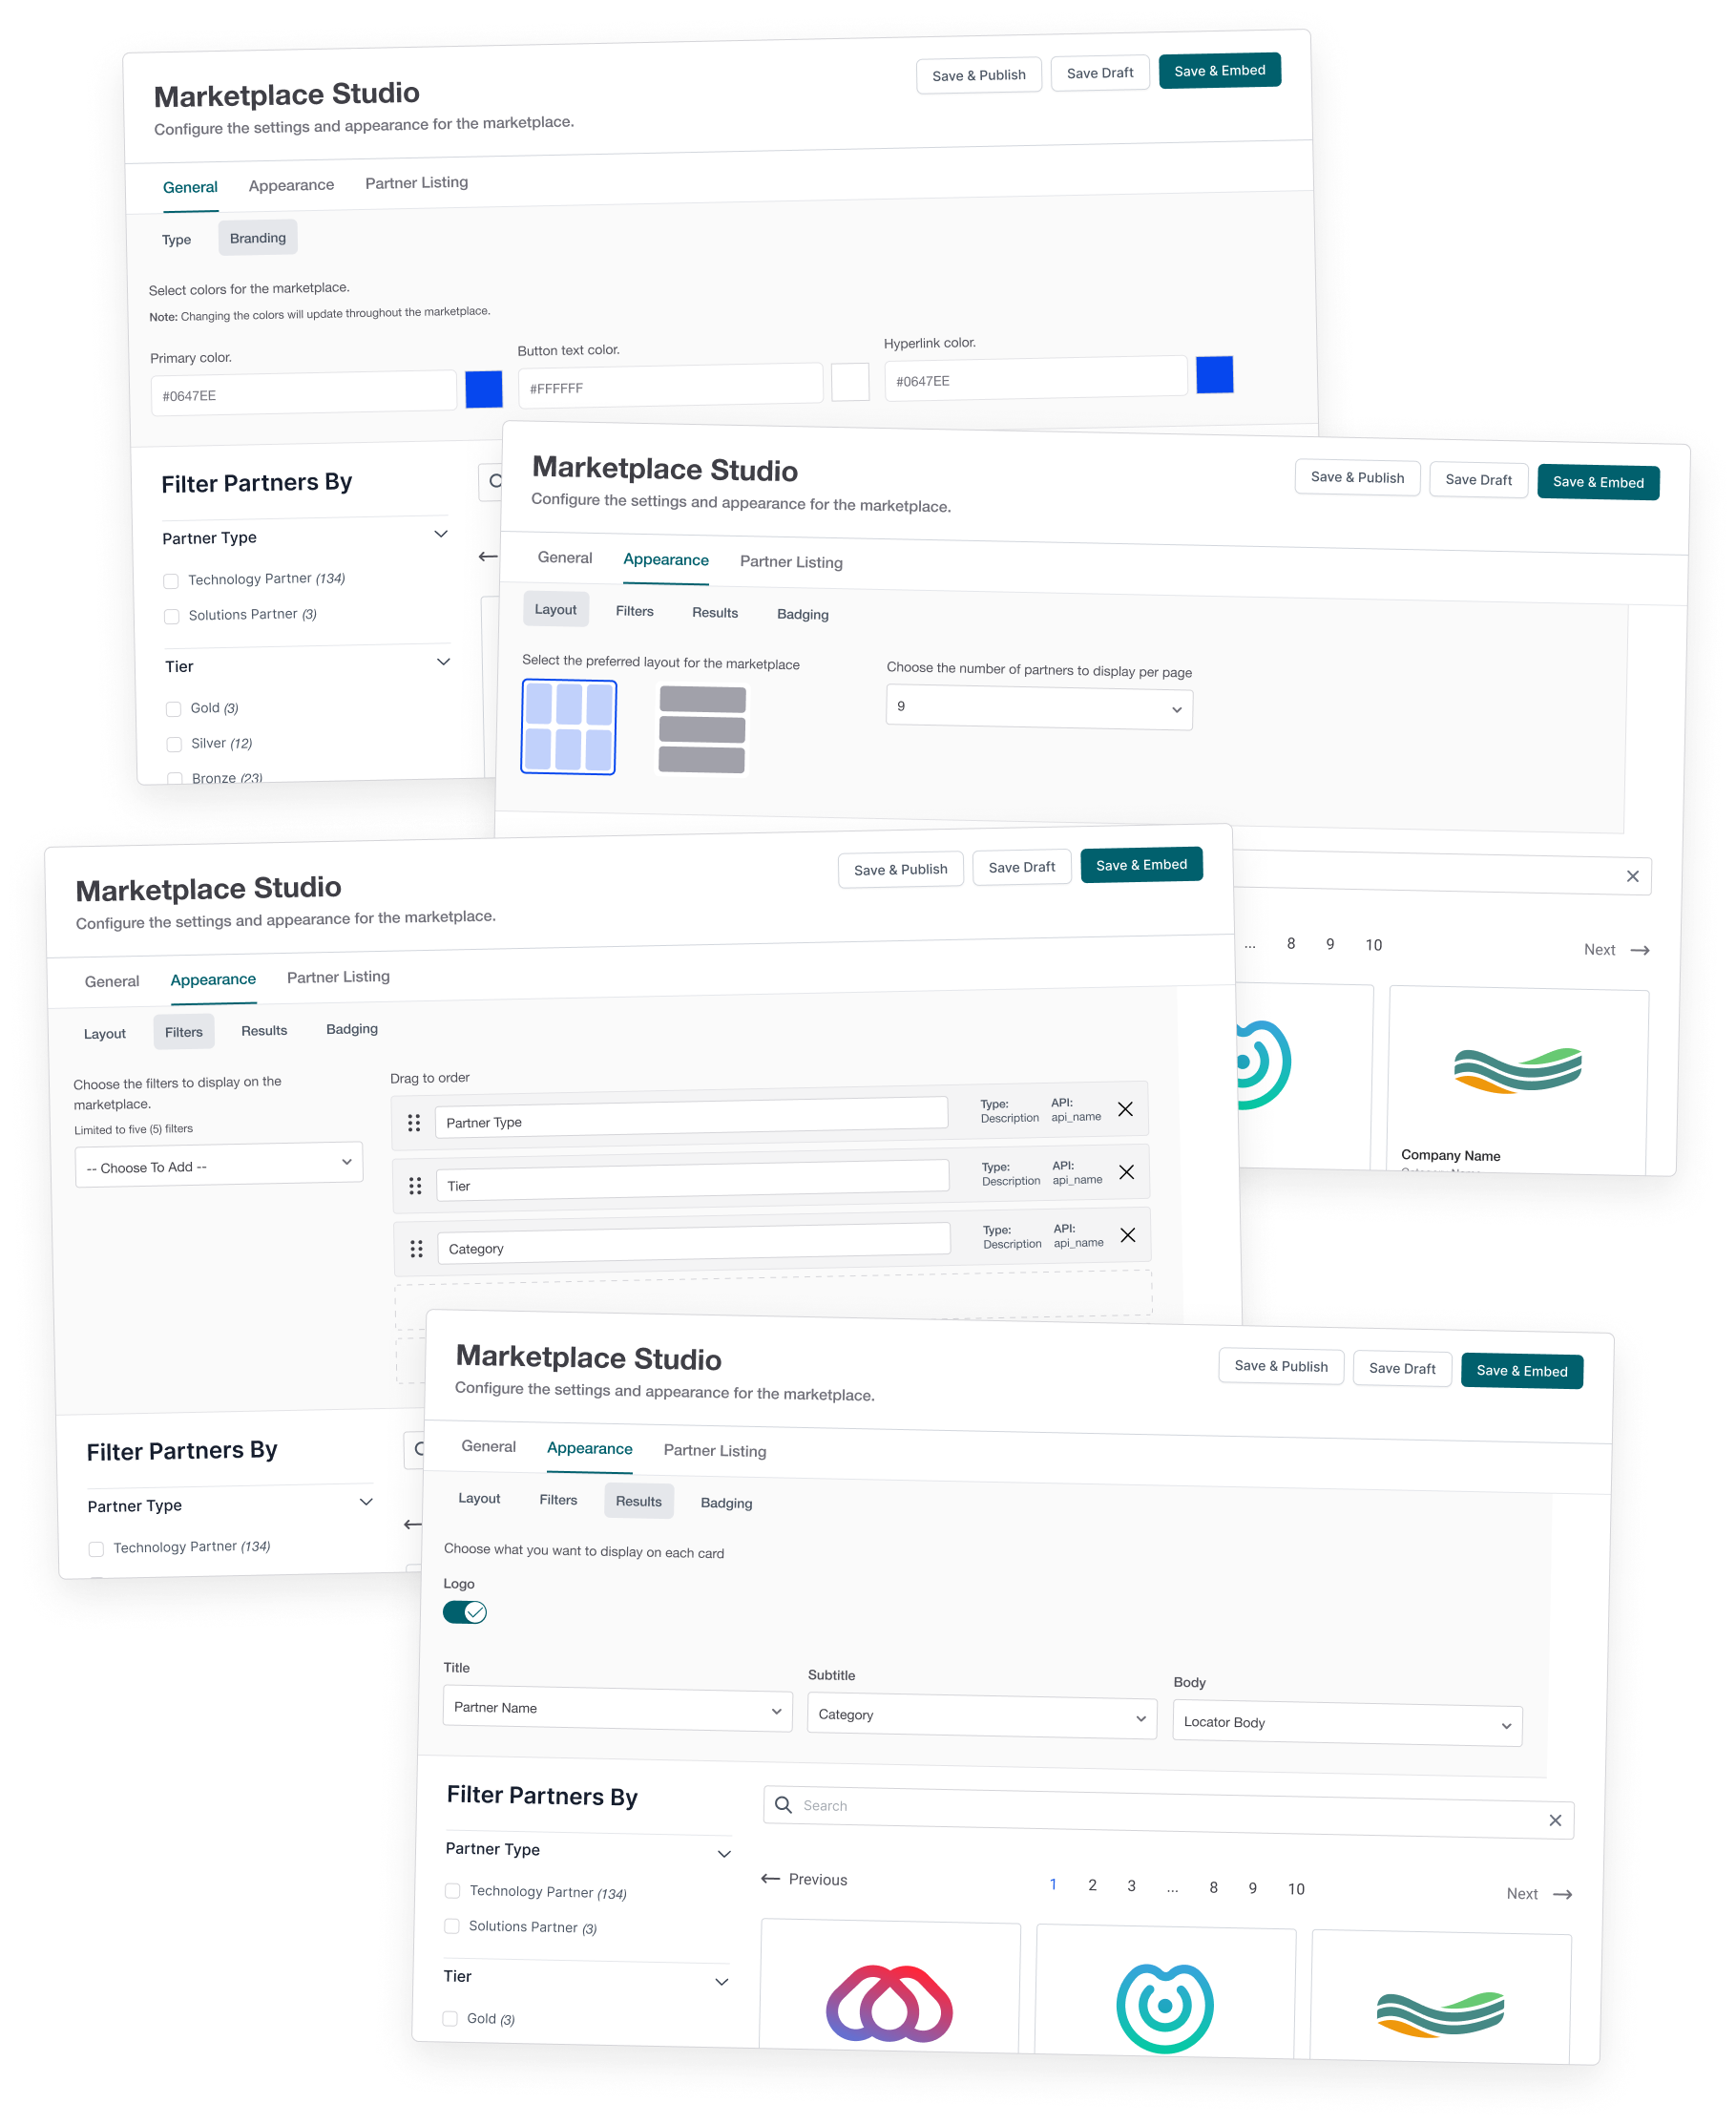 Marketplace Studio
Configure the settings and appearance for the marketplace.
Save & Publish
Save Draft
Save & Embed
General
Appearance
Partner Listing
Type
Branding
Select colors for the marketplace.
Note: Changing the colors will update throughout the marketplace.
Primary color.
#0647EE
Button text color.
#FFFFFF
Hyperlink color.
#0647EE
Filter Partners By
Partner Type
Technology Partner (134)
Solutions Partner (3)
Tier
Gold (3)
Silver (12)
Bronze (23)
Marketplace Studio
Configure the settings and appearance for the marketplace.
Save & Publish
Save Draft
Save & Embed
General
Appearance
Partner Listing
Layout
Filters
Results
Badging
Select the preferred layout for the marketplace
Choose the number of partners to display per page
9
... 8 9 10
Next
Company Name
Marketplace Studio
Configure the settings and appearance for the marketplace.
Save & Publish
Save Draft
Save & Embed
General
Appearance
Partner Listing
Layout
Filters
Results
Badging
Choose the filters to display on the
marketplace.
Limited to five (5) filters
-- Choose To Add --
Drag to order
Partner Type
Type:
Description
API:
api_name
Tier
Type:
Description
API:
api_name
Category
Type:
Description
API:
api_name
Filter Partners By
Partner Type
Technology Partner (134)
Marketplace Studio
Configure the settings and appearance for the marketplace.
Save & Publish
Save Draft
Save & Embed
General
Appearance
Partner Listing
Layout
Filters
Results
Badging
Choose what you want to display on each card
Logo
Title
Partner Name
Subtitle
Category
Body
Locator Body
Filter Partners By
Partner Type
Technology Partner (134)
Solutions Partner (3)
Tier
Gold (3)
Search
Previous
1 2 3 ... 8 9 10
Next